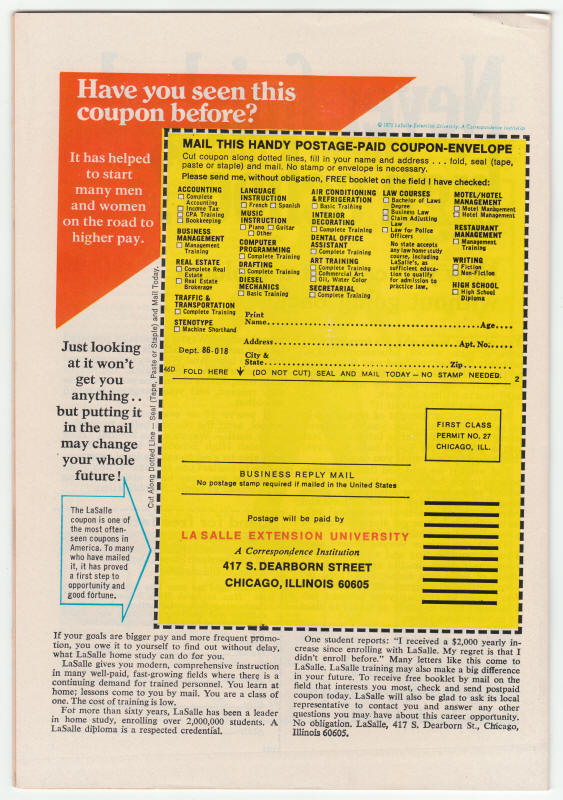 Have you seen this
coupon before?
© 1973 LaSalle Extension University, A Correspondence Institution
It has helped
to start
many men
and women
on the road to
higher pay.
MAIL THIS HANDY POSTAGE-PAID COUPON-ENVELOPE
Cut coupon along dotted lines, fill in your name and address . . . fold, seal (tape,
paste or staple) and mail. No stamp or envelope is necessary.
Please send me, without obligation, FREE booklet on the field I have checked:
ACCOUNTING
Complete
Accounting
Income Tax
CPA Training
Bookkeeping
BUSINESS
MANAGEMENT
Management
Training
REAL ESTATE
Complete Real
Estate
Real Estate
Brokerage
TRAFFIC &
TRANSPORTATION
Complete Training
STENOTYPE
Machine Shorthand
LANGUAGE
INSTRUCTION
French Spanish
MUSIC
INSTRUCTION
Piano Guitar
Other
COMPUTER
PROGRAMMING
Complete Training
DRAFTING
Complete Training
DIESEL
MECHANICS
Basic Training
AIR CONDITIONING
& REFRIGERATION
Basic Training
INTERIOR
DECORATING
Complete Training
DENTAL OFFICE
ASSISTANT
Complete Training
ART TRAINING
Complete Training
Commercial Art
Oil, Water Color
SECRETARIAL
Complete Training
LAW COURSES
Bachelor of Laws
Degree
Business Law
Claim Adjusting
Law
Law for Police
Officers
No state accepts
any law home study
course, including
LaSalle's, as
sufficient educa-
tion to qualify
for admission to
practice law.
MOTEL/HOTEL
MANAGEMENT
Motel Management
Hotel Management
RESTAURANT
MANAGEMENT
Management
Training
WRITING
Fiction
Non-Fiction
HIGH SCHOOL
High School
Diploma
Print
Name Age
Dept. 86-018
Address Apt. No.
City &
State Zip
46D FOLD HERE (DO NOT CUT) SEAL AND MAIL TODAY — NO STAMP NEEDED. 2
Cut Along Dotted Line — Seal (Tape, Paste or Staple) and Mail Today.
Just looking
at it won't
get you
anything . .
but putting it
in the mail
may change
your whole
future!
The LaSalle
coupon is one of
the most often-
seen coupons in
America. To many
who have mailed
it, it has proved
a first step to
opportunity and
good fortune.
FIRST CLASS
PERMIT NO. 27
CHICAGO, ILL.
BUSINESS REPLY MAIL
No postage stamp required if mailed in the United States
Postage will be paid by
LA SALLE EXTENSION UNIVERSITY
A Correspondence Institution
417 S. DEARBORN STREET
CHICAGO, ILLINOIS 60605
If your goals are bigger pay and more frequent promo-
tion, you owe it to yourself to find out without delay,
what LaSalle home study can do for you.
LaSalle gives you modern, comprehensive instruction
in many well-paid, fast-growing fields where there is a
continuing demand for trained personnel. You learn at
home; lessons come to you by mail. You are a class of
one. The cost of training is low.
For more than sixty years, LaSalle has been a leader
in home study, enrolling over 2,000,000 students. A
LaSalle diploma is a respected credential.
One student reports: "I received a $2,000 yearly in-
crease since enrolling with LaSalle. My regret is that I
didn't enroll before." Many letters like this come to
LaSalle. LaSalle training may also make a big difference
in your future. To receive free booklet by mail on the
field that interests you most, check and send postpaid
coupon today. LaSalle will also be glad to ask its local
representative to contact you and answer any other
questions you may have about this career opportunity.
No obligation. LaSalle, 417 S. Dearborn St., Chicago,
Illinois 60605.